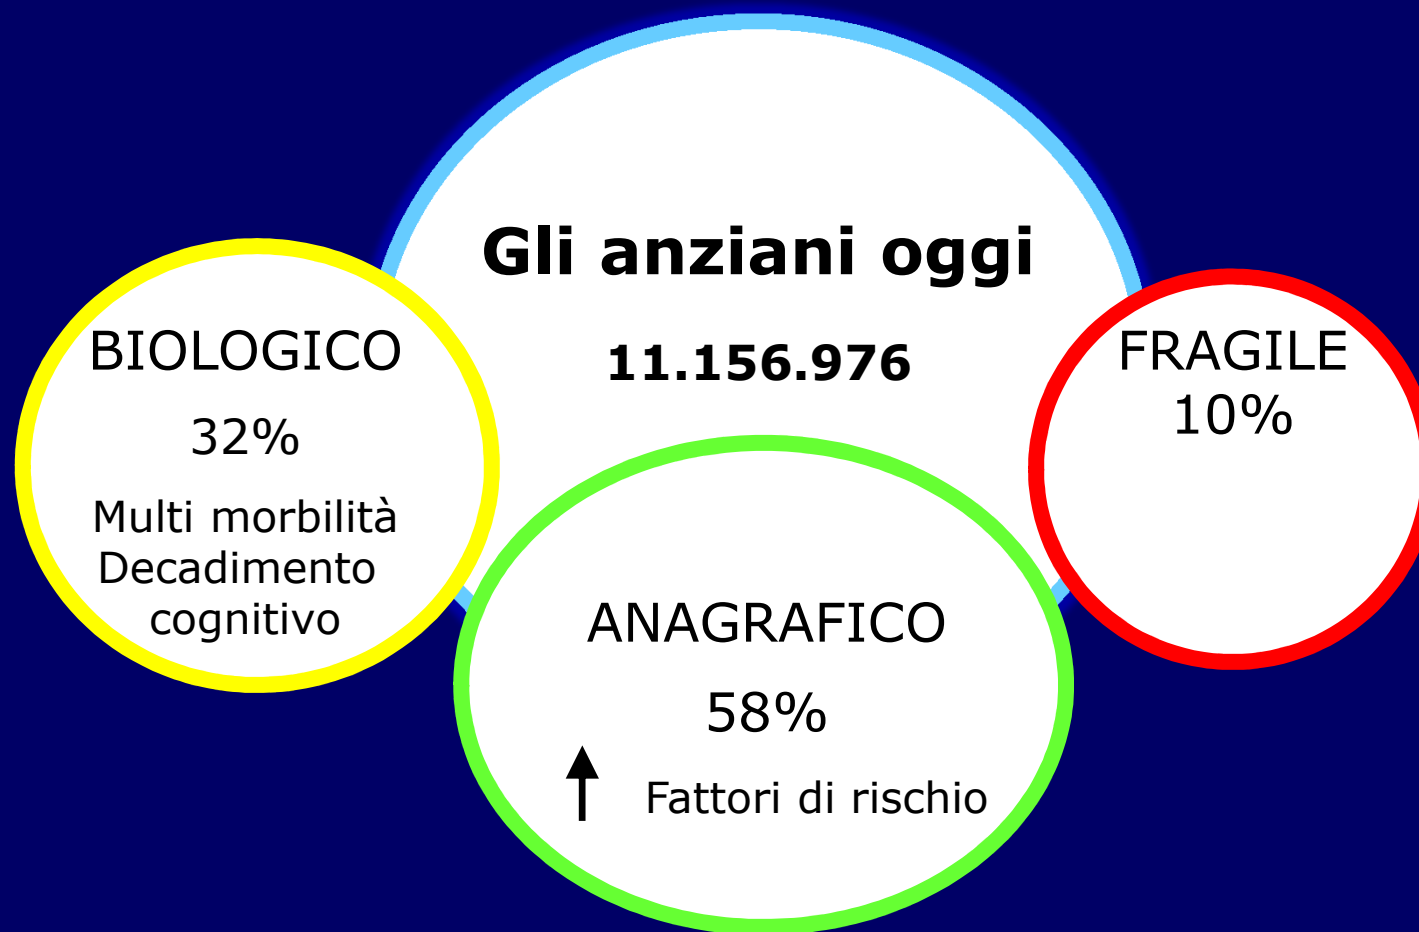 Gli anziani oggi
11.156.976
BIOLOGICO
32%
Multi morbilità
Decadimento
cognitivo
FRAGILE
10%
ANAGRAFICO
58%
Fattori di rischio